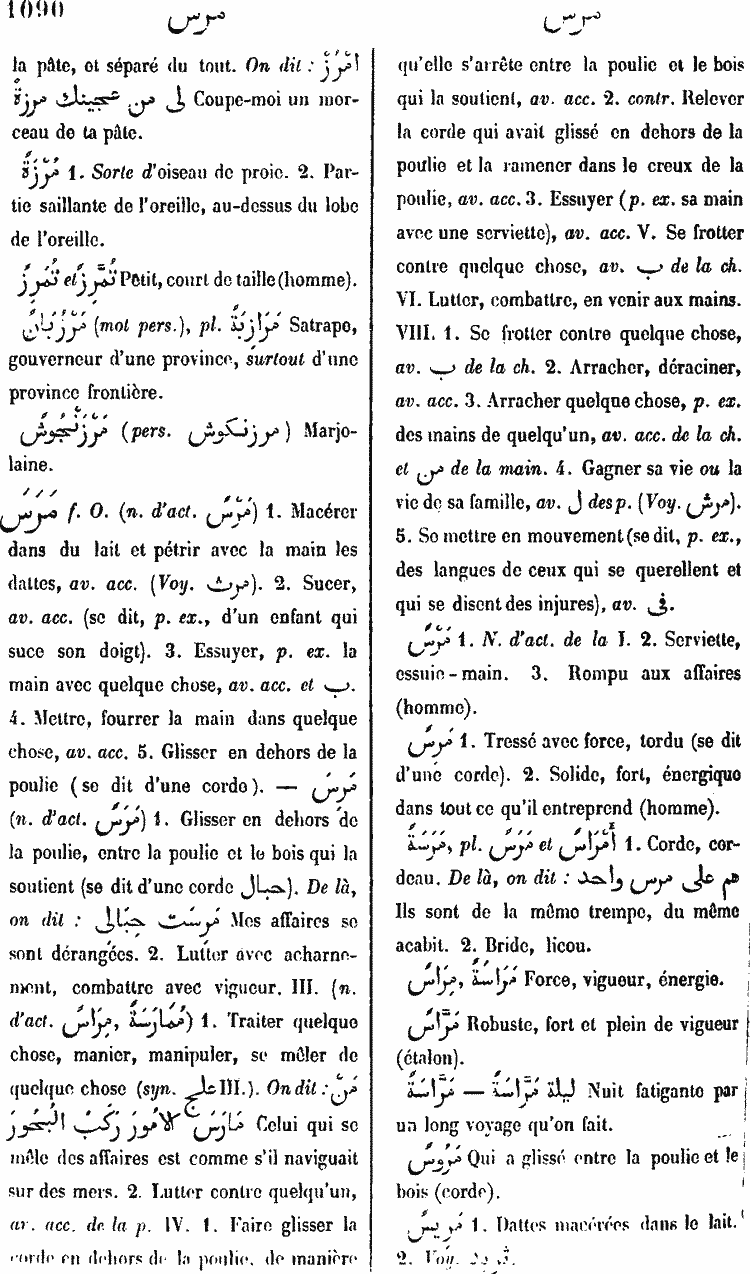 1090
مرس
مرس
la pâte, et séparé du tout. On dit : اَمْرُزْ
لى من عجينك مرزةً Coupe-moi un mor-
ceau de ta pâte.
مُرْزَةٌ 1. Sorte d'oiseau de proie. 2. Par-
tie saillante de l'oreille, au-dessus du lobe
de l'oreille.
تُمَّرِزٌ et تُمَرِزٌ Petit, court de taille (homme).
مَرْزُبَانٌ (mot pers.), pl. مَرَازِبَةٌ Satrape,
gouverneur d'une province, surtout d'une
province frontière.
مَرْزَنْجُوشٌ (pers. مرزنكوش) Marjo-
laine.
مَرَسَ f. O. (n. d'act. مَرْسٌ) 1. Macérer
dans du lait et pétrir avec la main les
dattes, av. acc. (Voy. مرث). 2. Sucer,
av. acc. (se dit, p. ex., d'un enfant qui
suce son doigt). 3. Essuyer, p. ex. la
main avec quelque chose, av. acc. et ب.
4. Mettre, fourrer la main dans quelque
chose, av. acc. 5. Glisser en dehors de la
poulie (se dit d'une corde). — مَرِسَ
(n. d'act. مَرَسٌ) 1. Glisser en dehors de
la poulie, entre la poulie et le bois qui la
soutient (se dit d'une corde حبال). De là,
on dit : مَرِسَت حِبَالى Mes affaires se
sont dérangées. 2. Lutter avec acharne-
ment, combattre avec vigueur. III. (n.
d'act. مِرَاسٌ, مُمَارَسَةٌ) 1. Traiter quelque
chose, manier, manipuler, se mêler de
quelque chose (syn. علج III.). On dit : مَنْ
مَارَسَ الامُورَ رَكَبَ الْبُحُورَ Celui qui se
mêle des affaires est comme s'il naviguait
sur des mers. 2. Lutter contre quelqu'un,
av. acc. de la p. IV. 1. Faire glisser la
corde en dehors de la poulie, de manière
qu'elle s'arrête entre la poulie et le bois
qui la soutient, av. acc. 2. contr. Relever
la corde qui avait glissé en dehors de la
poulie et la ramener dans le creux de la
poulie, av. acc. 3. Essuyer (p. ex. sa main
avec une serviette), av. acc. V. Se frotter
contre quelque chose, av. ب de la ch.
VI. Lutter, combattre, en venir aux mains.
VIII. 1. Se frotter contre quelque chose,
av. ب de la ch. 2. Arracher, déraciner,
av. acc. 3. Arracher quelque chose, p. ex.
des mains de quelqu'un, av. acc. de la ch.
et من de la main. 4. Gagner sa vie ou la
vie de sa famille, av. ل des p. (Voy. مرش).
5. Se mettre en mouvement (se dit, p. ex.,
des langues de ceux qui se querellent et
qui se disent des injures), av. فى.
مَرْسٌ 1. N. d'act. de la I. 2. Serviette,
essuie-main. 3. Rompu aux affaires
(homme).
مَرِسٌ 1. Tressé avec force, tordu (se dit
d'une corde). 2. Solide, fort, énergique
dans tout ce qu'il entreprend (homme).
مَرَسَةٌ, pl. مَرَسٌ et أَمْرَاسٌ 1. Corde, cor-
deau. De là, on dit : هم على مرس واحد
Ils sont de la même trempe, du même
acabit. 2. Bride, licou.
مِرَاسٌ, مَرَاسَةٌ Force, vigueur, énergie.
مَرَّاسٌ Robuste, fort et plein de vigueur
(étalon).
مَرَّاسَةٌ — ليلة مَرَّاسَةٌ Nuit fatigante par
un long voyage qu'on fait.
مَرُوسٌ Qui a glissé entre la poulie et le
bois (corde).
مَرِيسٌ 1. Dattes macérées dans le lait.
2. Voy. ثريد.